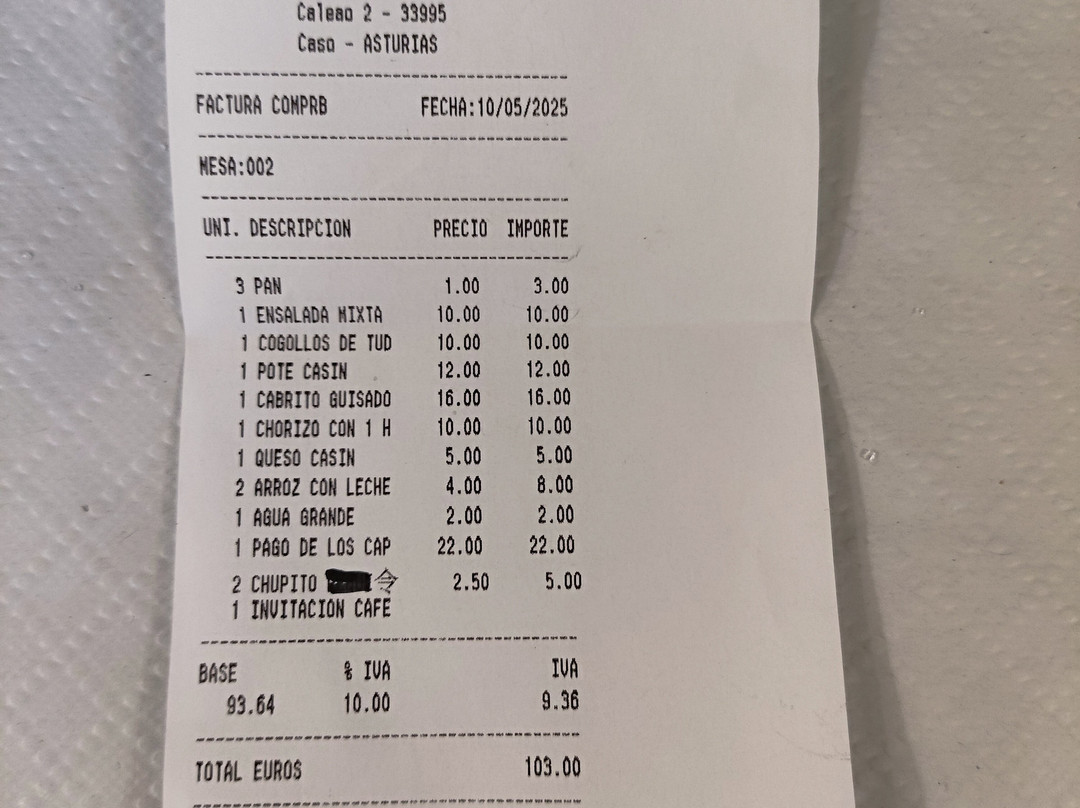 Caleao 2 - 33995
Caso - ASTURIAS
FACTURA COMPRB FECHA:10/05/2025
MESA:002
UNI. DESCRIPCION PRECIO IMPORTE
3 PAN 1.00 3.00
1 ENSALADA MIXTA 10.00 10.00
1 COGOLLOS DE TUD 10.00 10.00
1 POTE CASIN 12.00 12.00
1 CABRITO GUISADO 16.00 16.00
1 CHORIZO CON 1 H 10.00 10.00
1 QUESO CASIN 5.00 5.00
2 ARROZ CON LECHE 4.00 8.00
1 AGUA GRANDE 2.00 2.00
1 PAGO DE LOS CAP 22.00 22.00
2 CHUPITO 2.50 5.00
1 INVITACION CAFE
BASE % IVA IVA
93.64 10.00 9.36
TOTAL EUROS 103.00